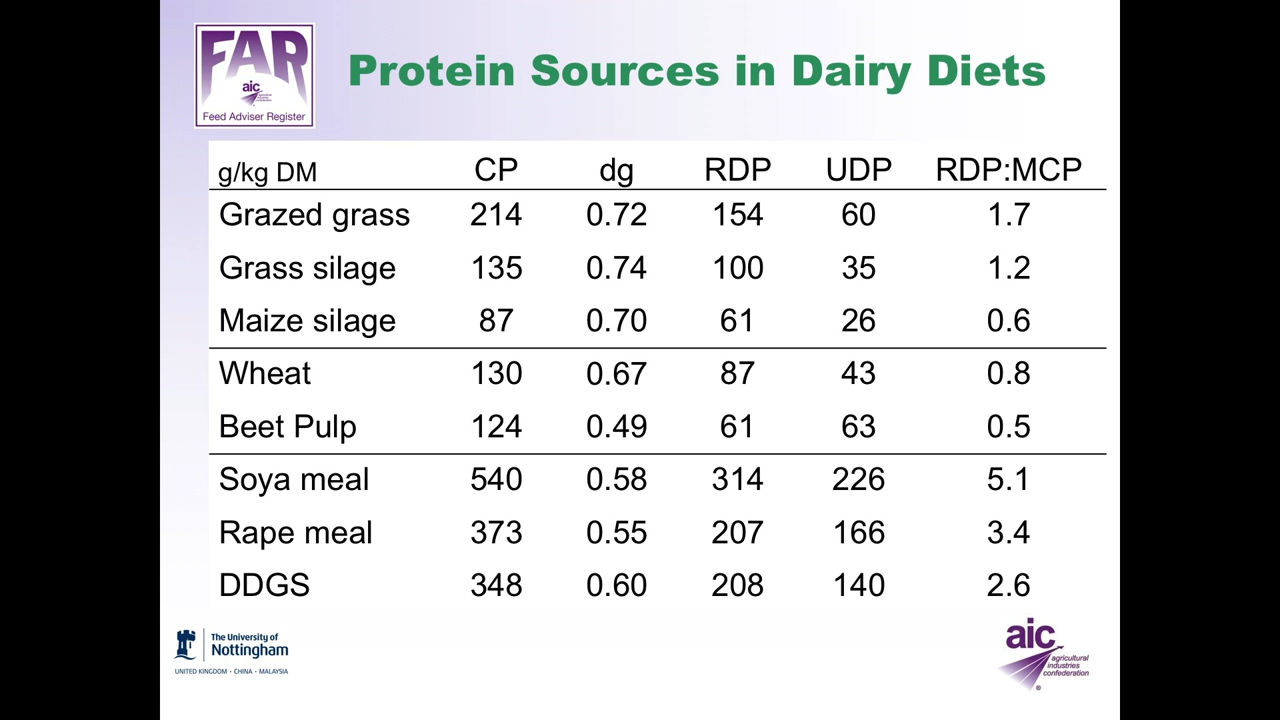 FAR
aic
agricultural
industries
confederation
Feed Adviser Register
Protein Sources in Dairy Diets
g/kg DM CP dg RDP UDP RDP:MCP
Grazed grass 214 0.72 154 60 1.7
Grass silage 135 0.74 100 35 1.2
Maize silage 87 0.70 61 26 0.6
Wheat 130 0.67 87 43 0.8
Beet Pulp 124 0.49 61 63 0.5
Soya meal 540 0.58 314 226 5.1
Rape meal 373 0.55 207 166 3.4
DDGS 348 0.60 208 140 2.6
The University of
Nottingham
UNITED KINGDOM · CHINA · MALAYSIA
aic
agricultural
industries
confederation
®